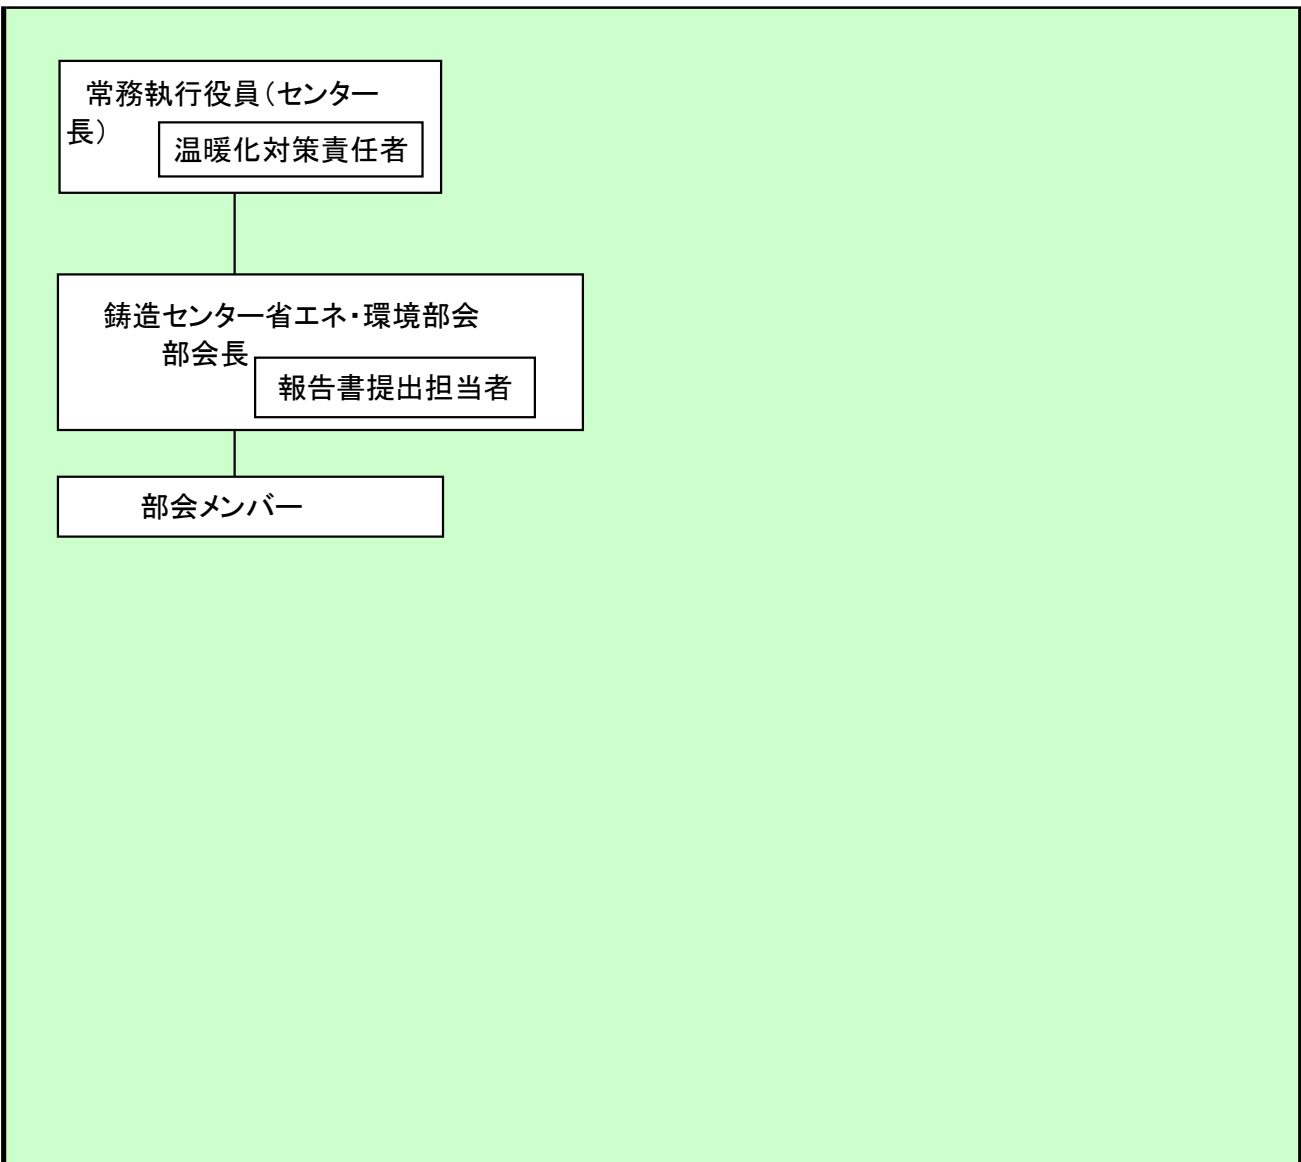 常務執行役員（センター
長）
温暖化対策責任者
鋳造センター省エネ・環境部会
部会長
報告書提出担当者
部会メンバー